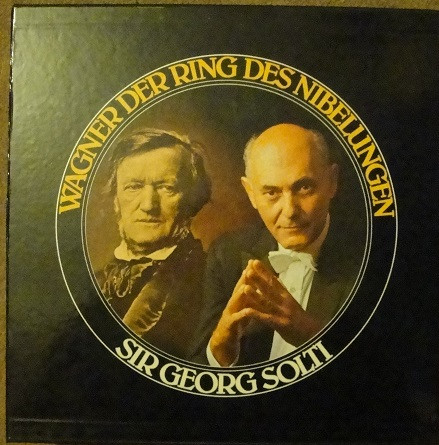 WAGNER DER RING DES NIBELUNGEN
SIR GEORG SOLTI